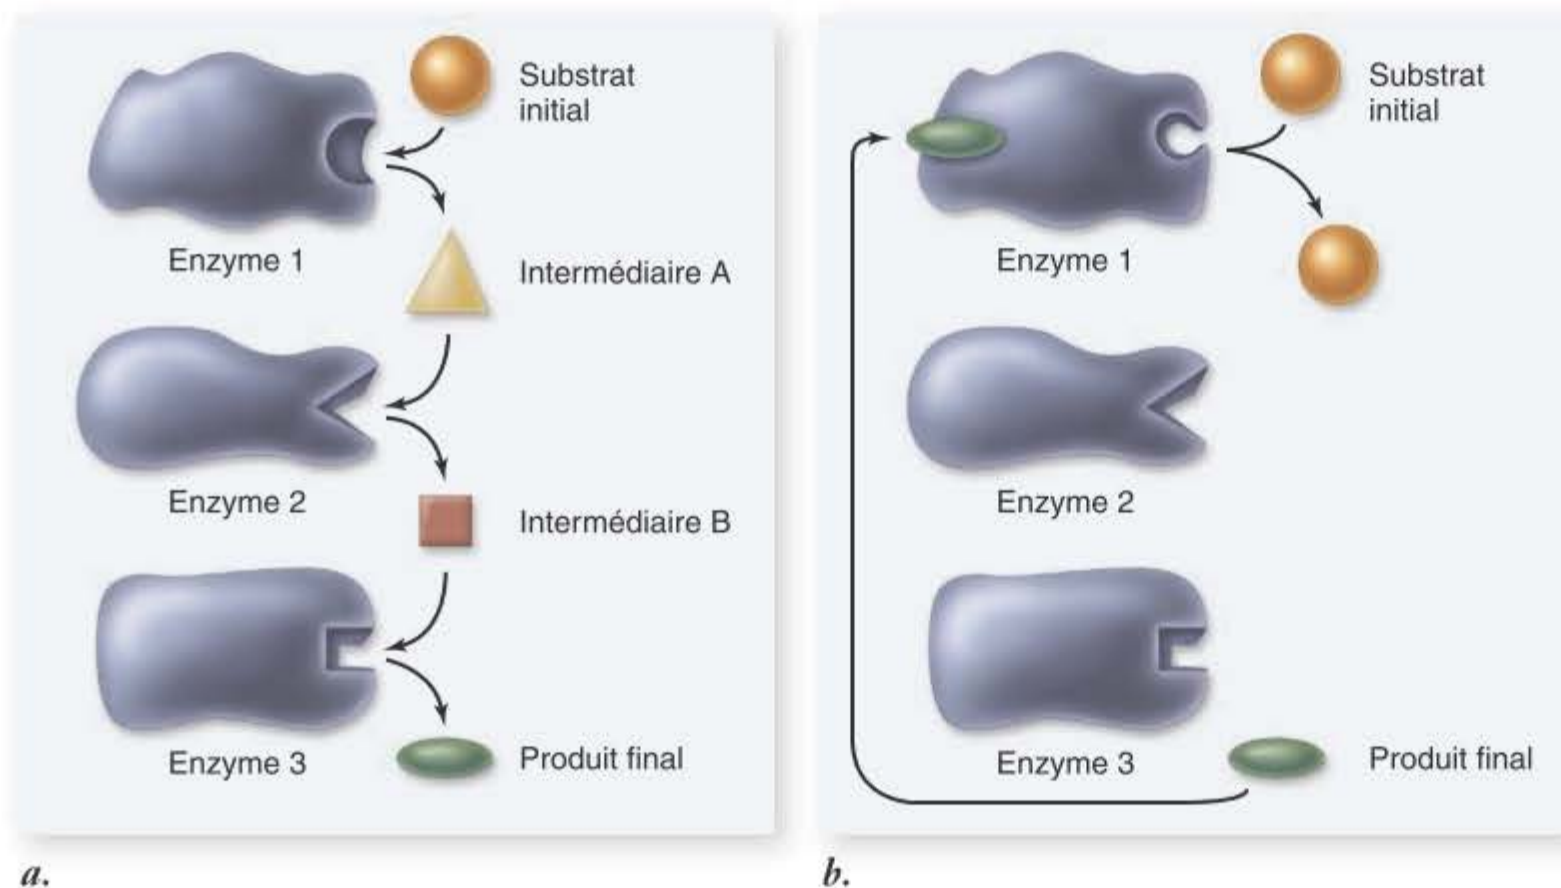 Substrat
initial
Enzyme 1
Intermédiaire A
Enzyme 2
Intermédiaire B
Enzyme 3
Produit final
a.
Substrat
initial
Enzyme 1
Enzyme 2
Enzyme 3
Produit final
b.